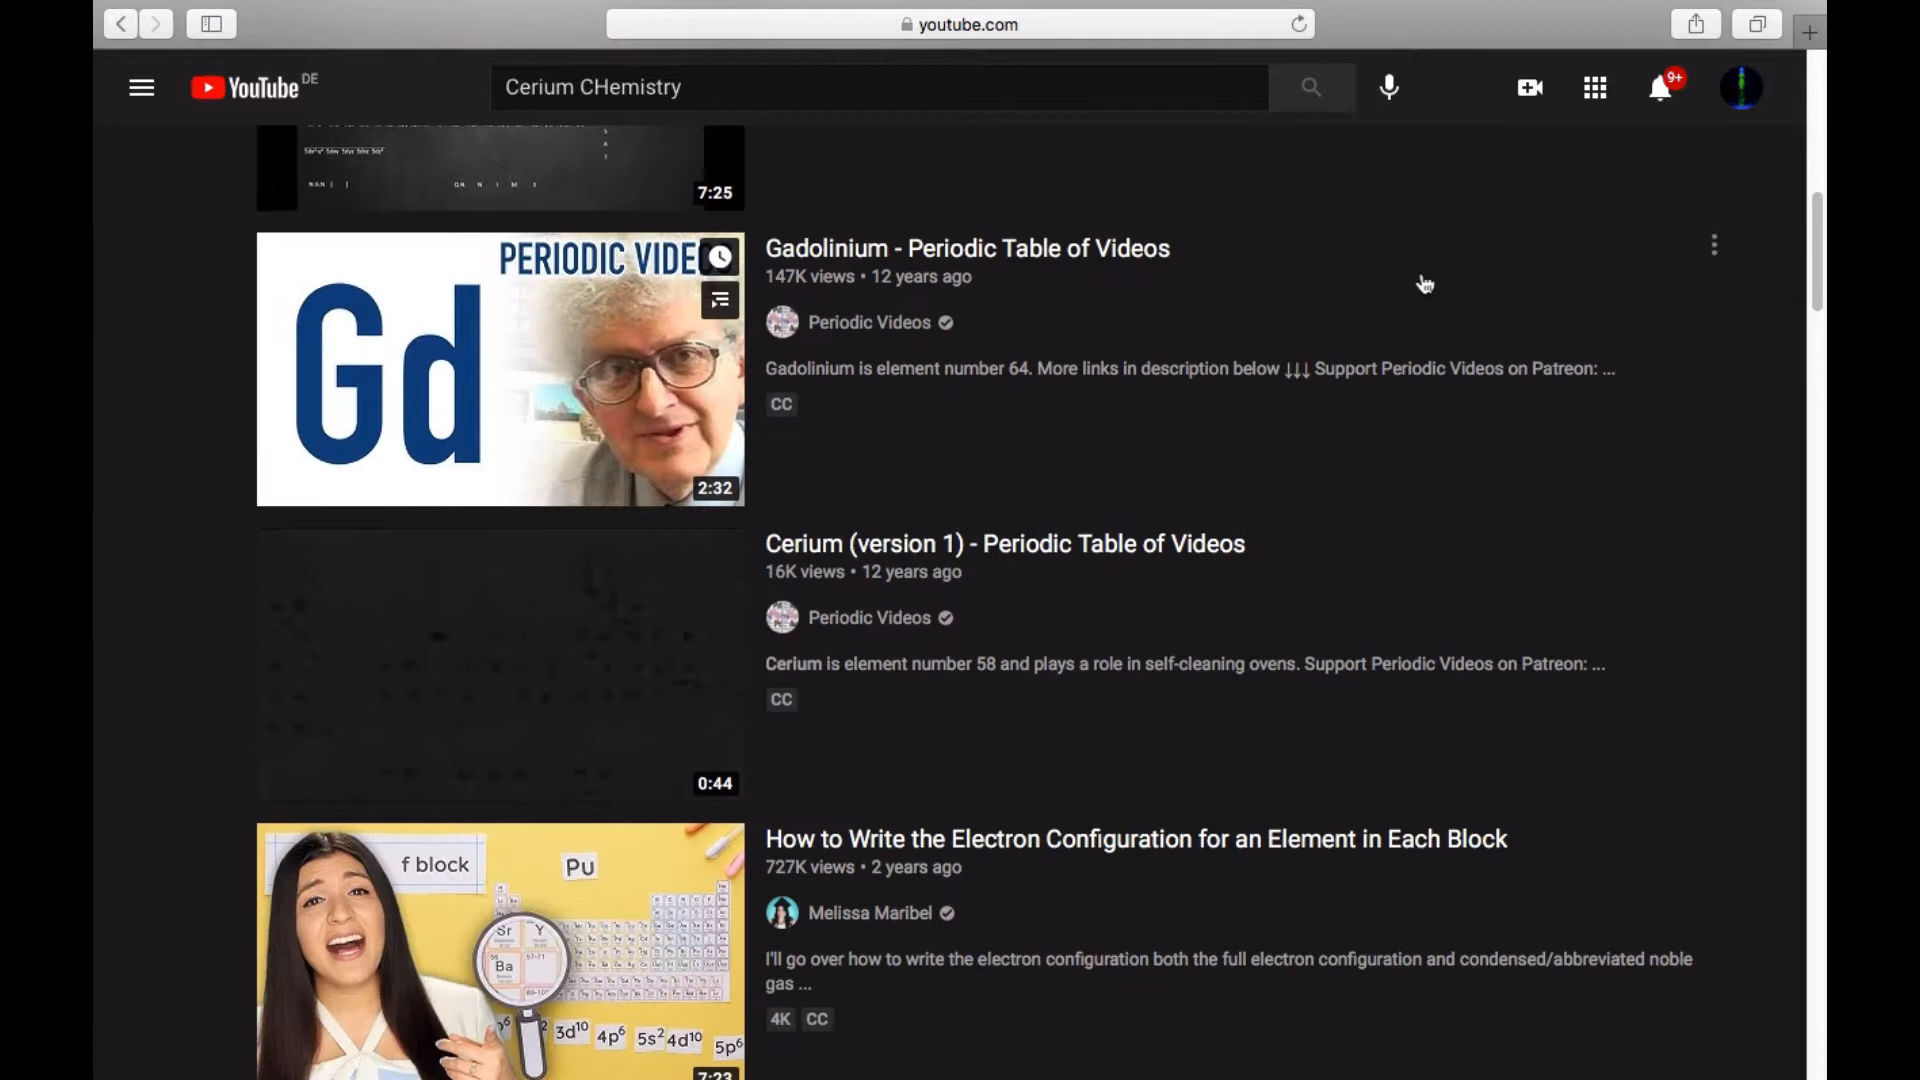 youtube.com
YouTube DE
Cerium CHemistry
9+
7:25
PERIODIC VIDE
Gd
2:32
Gadolinium - Periodic Table of Videos
147K views • 12 years ago
Periodic Videos
Gadolinium is element number 64. More links in description below ↓↓↓ Support Periodic Videos on Patreon: ...
CC
0:44
Cerium (version 1) - Periodic Table of Videos
16K views • 12 years ago
Periodic Videos
Cerium is element number 58 and plays a role in self-cleaning ovens. Support Periodic Videos on Patreon: ...
CC
f block
Pu
Sr Y
Ba
3d¹⁰ 4p⁶ 5s² 4d¹⁰ 5p⁶
7:23
How to Write the Electron Configuration for an Element in Each Block
727K views • 2 years ago
Melissa Maribel
I'll go over how to write the electron configuration both the full electron configuration and condensed/abbreviated noble
gas ...
4K CC